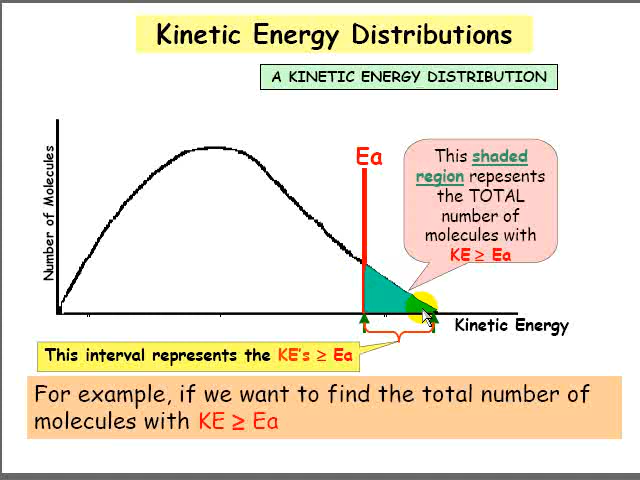 Kinetic Energy Distributions
A KINETIC ENERGY DISTRIBUTION
Number of Molecules
Ea
This shaded
region repesents
the TOTAL
number of
molecules with
KE ≥ Ea
Kinetic Energy
This interval represents the KE's ≥ Ea
For example, if we want to find the total number of
molecules with KE ≥ Ea